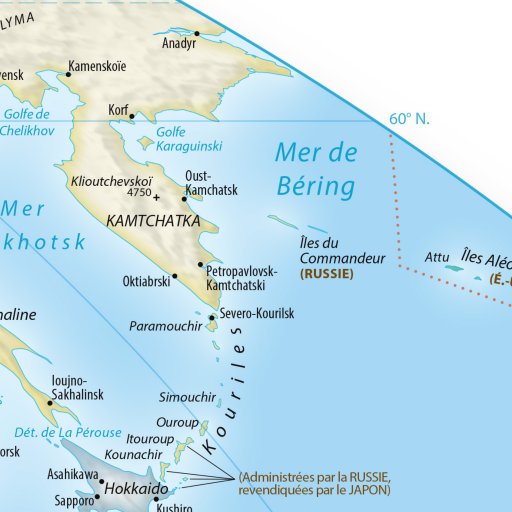 LYMA
Anadyr
Kamenskoïe
vensk
Korf
60° N.
Golfe de
Chelikhov
Golfe
Karaguinski
Mer de
Béring
Klioutchevskoï
4750
Oust-
Kamchatsk
KAMTCHATKA
Mer
khotsk
Îles du
Commandeur
(RUSSIE)
Attu
Îles Aléo
(É.-U
Petropavlovsk-
Kamtchatski
Oktiabrski
Severo-Kourilsk
haline
Paramouchir
Kouriles
Ioujno-
Sakhalinsk
Simouchir
Ouroup
Dét. de La Pérouse
Itouroup
Kounachir
orsk
Asahikawa
Hokkaido
Sapporo
Kushiro
(Administrées par la RUSSIE,
revendiquées par le JAPON)